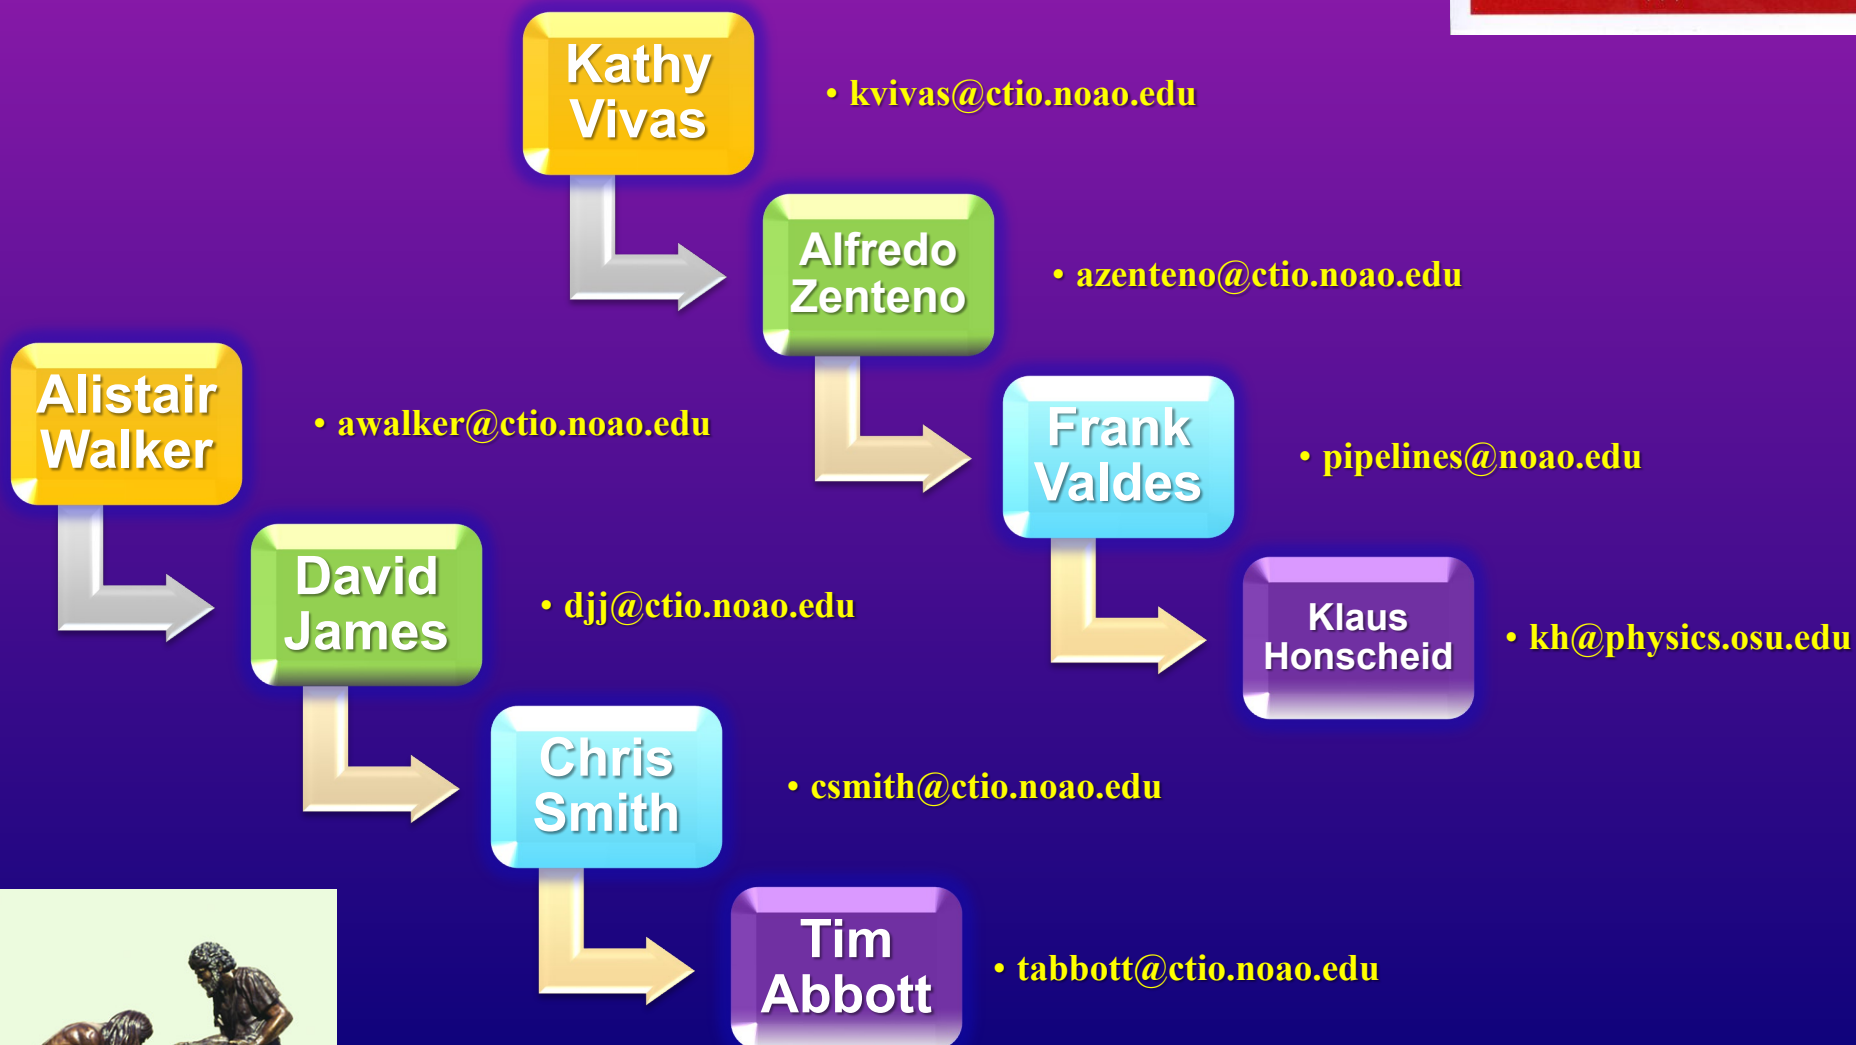 Kathy
Vivas
• kvivas@ctio.noao.edu
Alfredo
Zenteno
• azenteno@ctio.noao.edu
Frank
Valdes
• pipelines@noao.edu
Klaus
Honscheid
• kh@physics.osu.edu
Alistair
Walker
• awalker@ctio.noao.edu
David
James
• djj@ctio.noao.edu
Chris
Smith
• csmith@ctio.noao.edu
Tim
Abbott
• tabbott@ctio.noao.edu